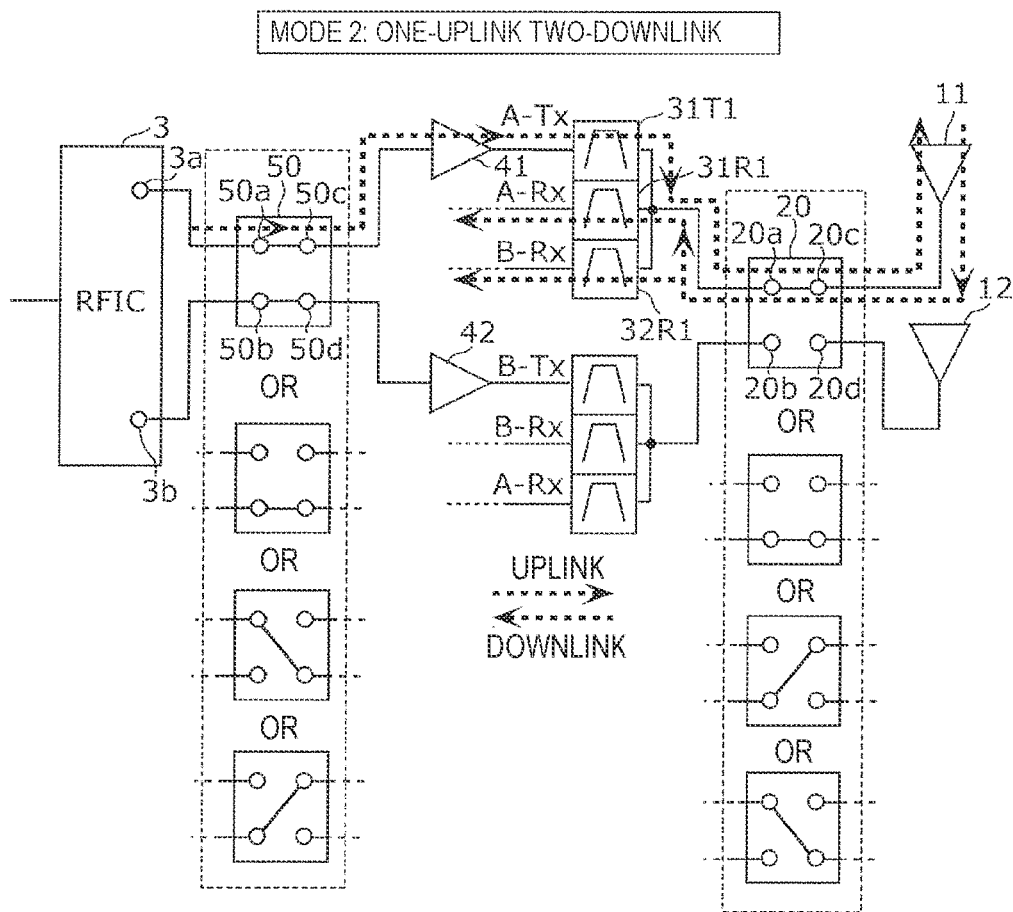 MODE 2: ONE-UPLINK TWO-DOWNLINK
3
3a
50
50a
50c
A-Tx
41
31T1
11
A-Rx
31R1
20
20a
20c
B-Rx
RFIC
32R1
12
50b
50d
42
B-Tx
20b
20d
OR
OR
B-Rx
3b
A-Rx
OR
UPLINK
OR
DOWNLINK
OR
OR